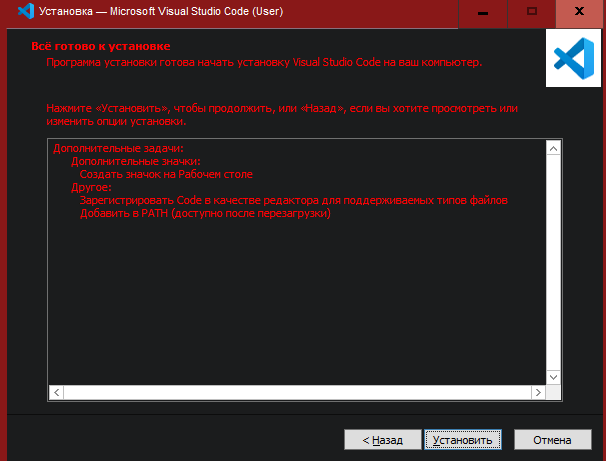 Установка — Microsoft Visual Studio Code (User)
Всё готово к установке
Программа установки готова начать установку Visual Studio Code на ваш компьютер.
Нажмите «Установить», чтобы продолжить, или «Назад», если вы хотите просмотреть или
изменить опции установки.
Дополнительные задачи:
Дополнительные значки:
Создать значок на Рабочем столе
Другое:
Зарегистрировать Code в качестве редактора для поддерживаемых типов файлов
Добавить в PATH (доступно после перезагрузки)
< Назад
Установить
Отмена